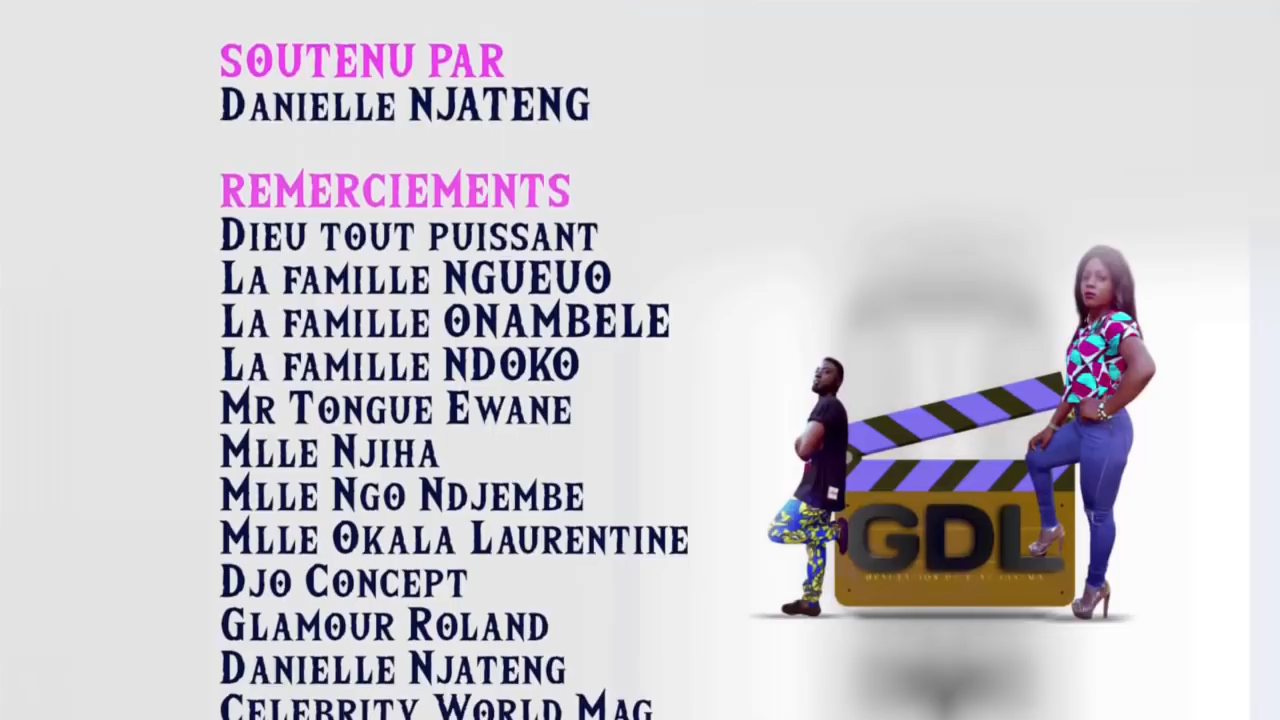 SOUTENU PAR
DANIELLE NJATENG
REMERCIEMENTS
DIEU TOUT PUISSANT
LA FAMILLE NGUEUO
LA FAMILLE ONAMBELE
LA FAMILLE NDOKO
MR TONGUE EWANE
MLLE NJIHA
MLLE NGO NDJEMBE
MLLE OKALA LAURENTINE
DJO CONCEPT
GLAMOUR ROLAND
DANIELLE NJATENG
CELEBRITY WORLD MAG
GDL